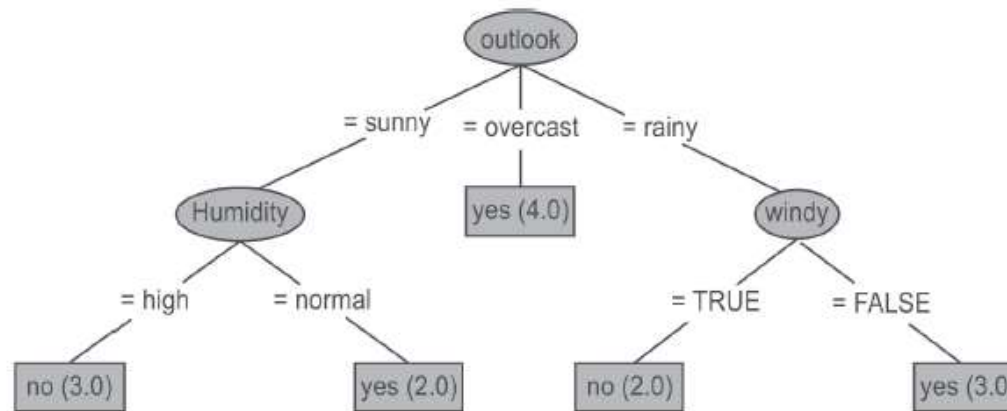 outlook
= sunny = overcast = rainy
Humidity yes (4.0) windy
= high = normal = TRUE = FALSE
no (3.0) yes (2.0) no (2.0) yes (3.0